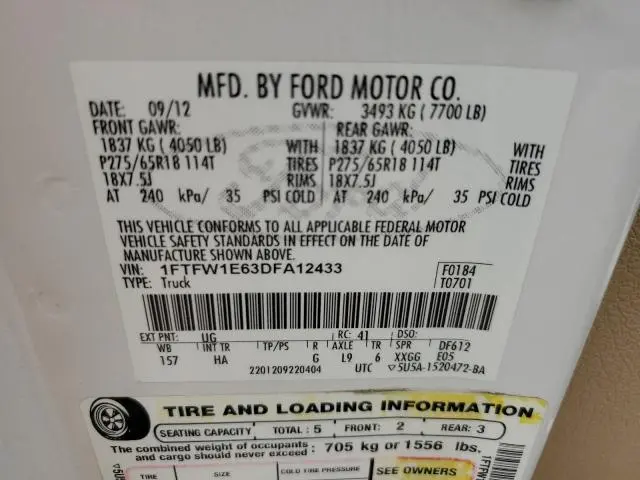 MFD. BY FORD MOTOR CO.
DATE: 09/12 GVWR: 3493 KG ( 7700 LB)
FRONT GAWR: REAR GAWR:
1837 KG ( 4050 LB) WITH 1837 KG ( 4050 LB) WITH
P275/65R18 114T TIRES P275/65R18 114T TIRES
18X7.5J RIMS 18X7.5J RIMS
AT 240 kPa/ 35 PSI COLD AT 240 kPa/ 35 PSI COLD
THIS VEHICLE CONFORMS TO ALL APPLICABLE FEDERAL MOTOR
VEHICLE SAFETY STANDARDS IN EFFECT ON THE DATE OF
MANUFACTURE SHOWN ABOVE.
VIN: 1FTFW1E63DFA12433 F0184
TYPE: Truck T0701
EXT PNT: UG RC: 41 DSO:
WB INT TR TP/PS R AXLE TR SPR DF612
157 HA G L9 6 XXGG E05
2201209220404 UTC ▽5U5A-1520472-BA
TIRE AND LOADING INFORMATION
SEATING CAPACITY TOTAL : 5 FRONT: 2 REAR: 3
The combined weight of occupants and cargo should never exceed : 705 kg or 1556 lbs.
TIRE SIZE COLD TIRE PRESSURE SEE OWNERS